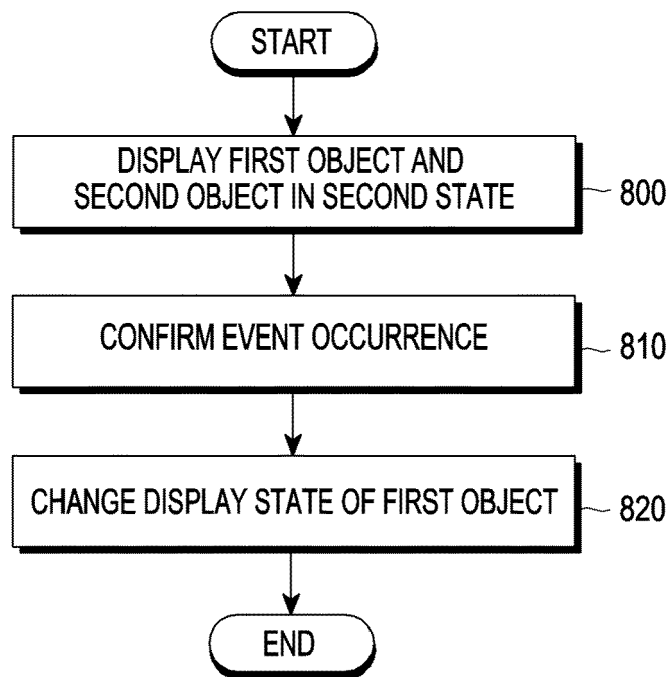 START
DISPLAY FIRST OBJECT AND
SECOND OBJECT IN SECOND STATE
800
CONFIRM EVENT OCCURRENCE
810
CHANGE DISPLAY STATE OF FIRST OBJECT
820
END